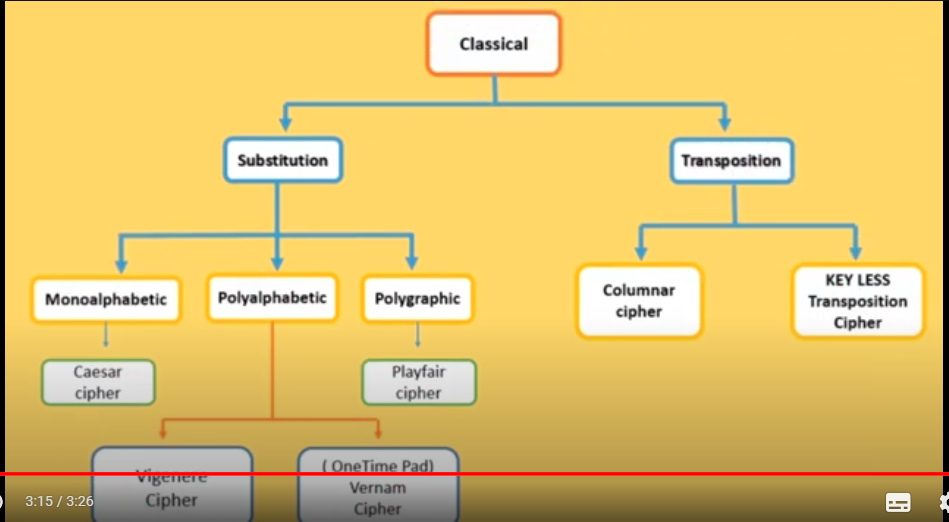 Classical
Substitution
Transposition
Monoalphabetic
Polyalphabetic
Polygraphic
Columnar
cipher
KEY LESS
Transposition
Cipher
Caesar
cipher
Playfair
cipher
Vigenere
Cipher
( OneTime Pad)
Vernam
Cipher
3:15 / 3:26